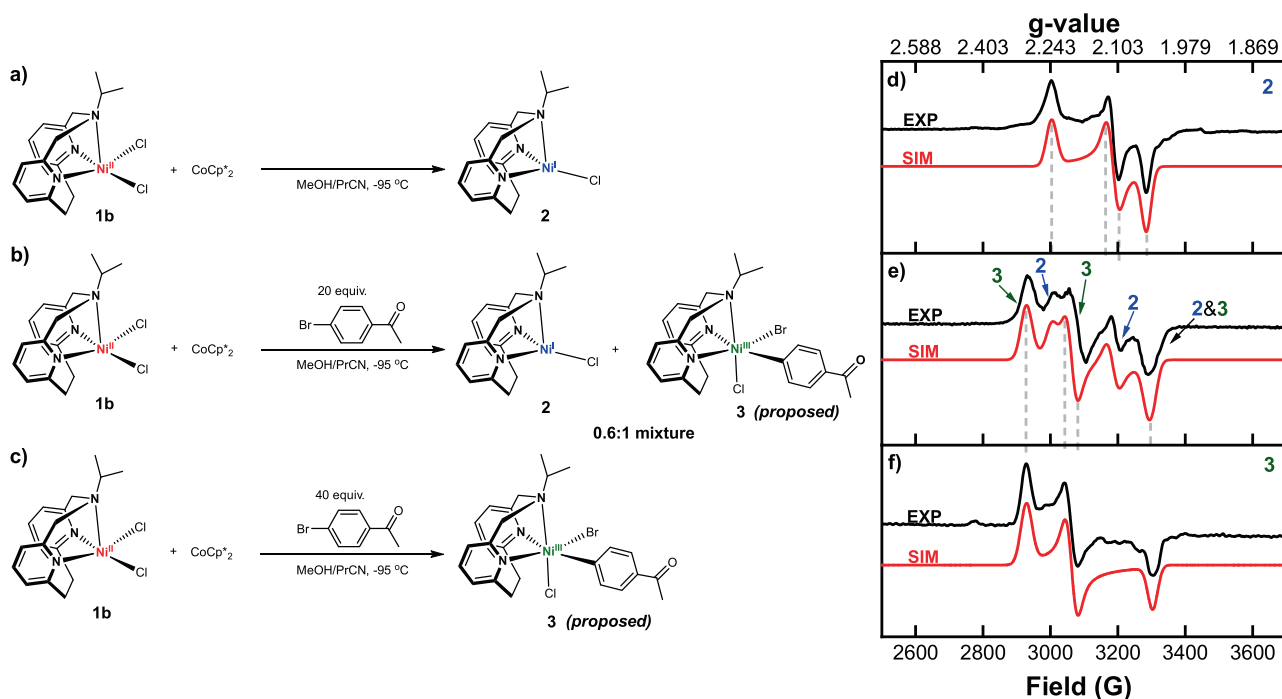 a)
N
N
N
Ni^II
Cl
Cl
1b
+ CoCp*_2
MeOH/PrCN, -95 °C
N
N
N
Ni^I
Cl
2
b)
N
N
N
Ni^II
Cl
Cl
1b
+ CoCp*_2
20 equiv.
Br
O
MeOH/PrCN, -95 °C
N
N
N
Ni^I
Cl
2
+
N
N
N
Ni^III
Br
Cl
O
3 (proposed)
0.6:1 mixture
c)
N
N
N
Ni^II
Cl
Cl
1b
+ CoCp*_2
40 equiv.
Br
O
MeOH/PrCN, -95 °C
N
N
N
Ni^III
Br
Cl
O
3 (proposed)
g-value
2.588 2.403 2.243 2.103 1.979 1.869
d)
2
EXP
SIM
e)
3
2
3
2
2&3
EXP
SIM
f)
3
EXP
SIM
2600 2800 3000 3200 3400 3600
Field (G)